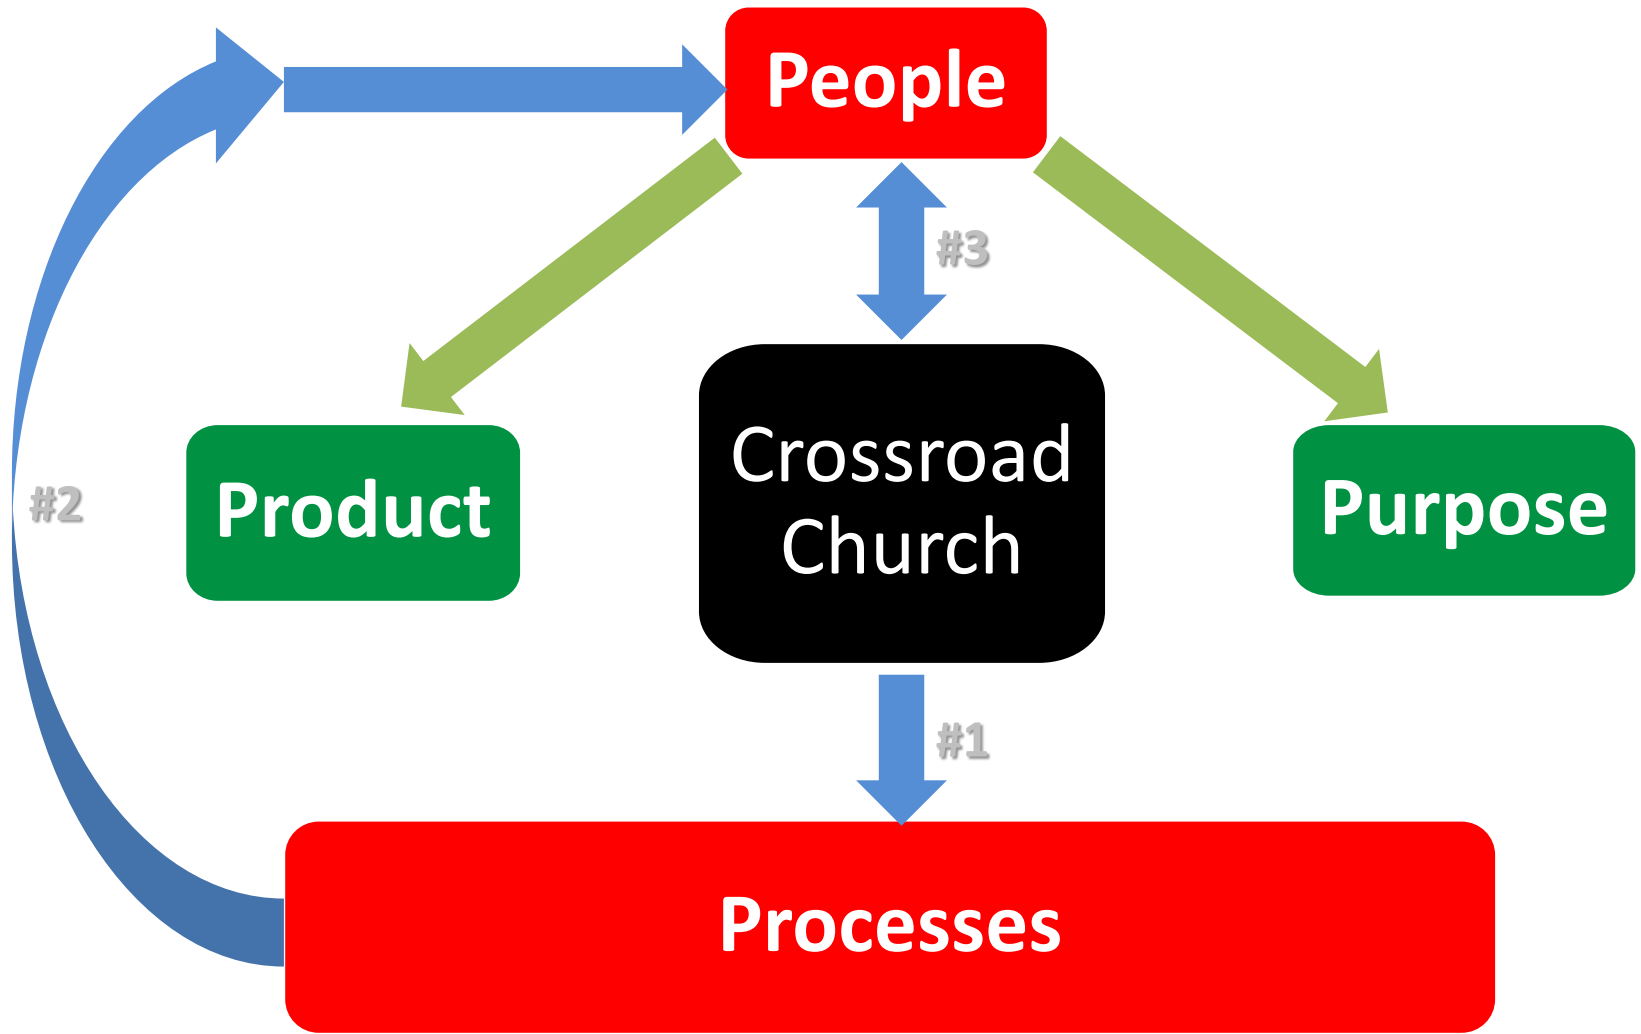 People
#3
Crossroad
Church
Product
#2
Purpose
#1
Processes